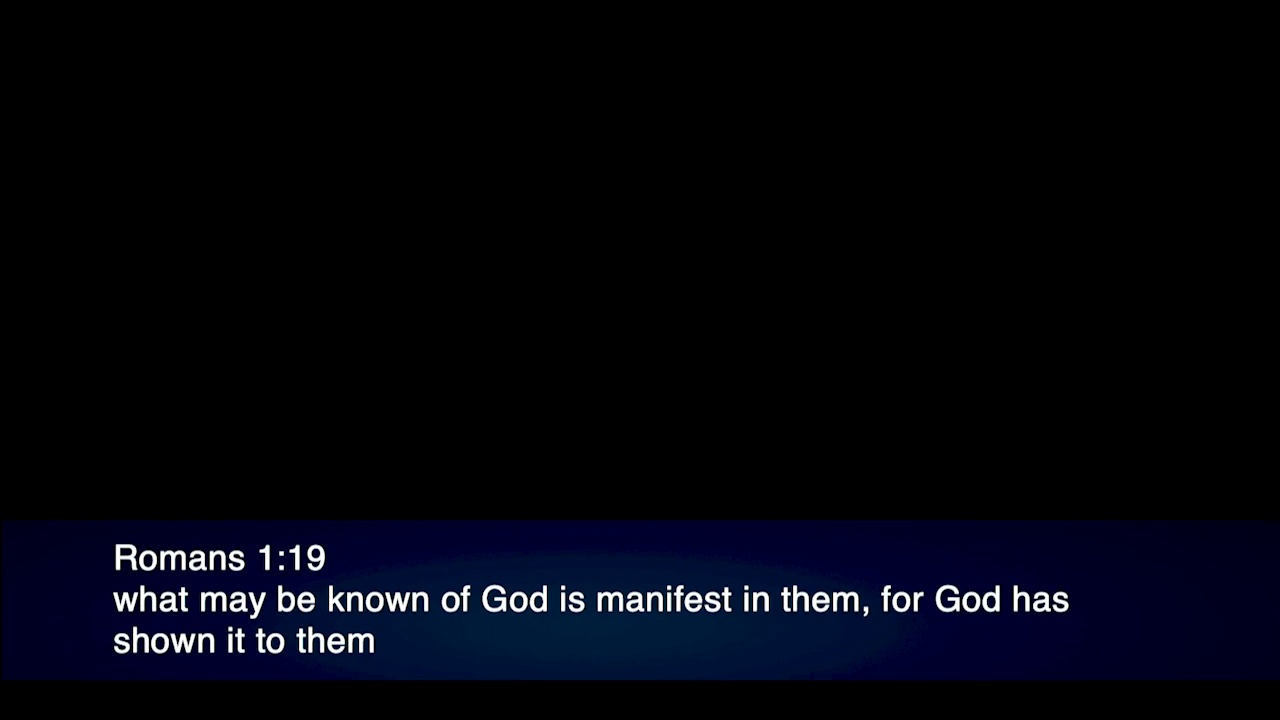 Romans 1:19
what may be known of God is manifest in them, for God has
shown it to them